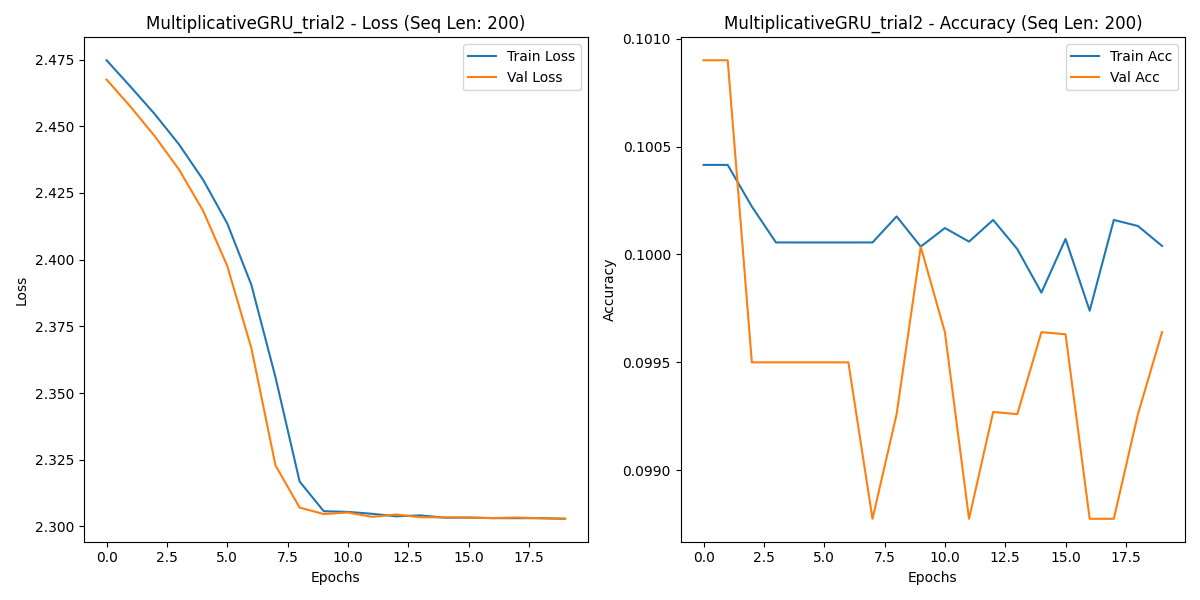 MultiplicativeGRU_trial2 - Loss (Seq Len: 200)
Train Loss
Val Loss
2.475
2.450
2.425
2.400
2.375
2.350
2.325
2.300
Loss
0.0 2.5 5.0 7.5 10.0 12.5 15.0 17.5
Epochs
MultiplicativeGRU_trial2 - Accuracy (Seq Len: 200)
Train Acc
Val Acc
0.1010
0.1005
0.1000
0.0995
0.0990
Accuracy
0.0 2.5 5.0 7.5 10.0 12.5 15.0 17.5
Epochs